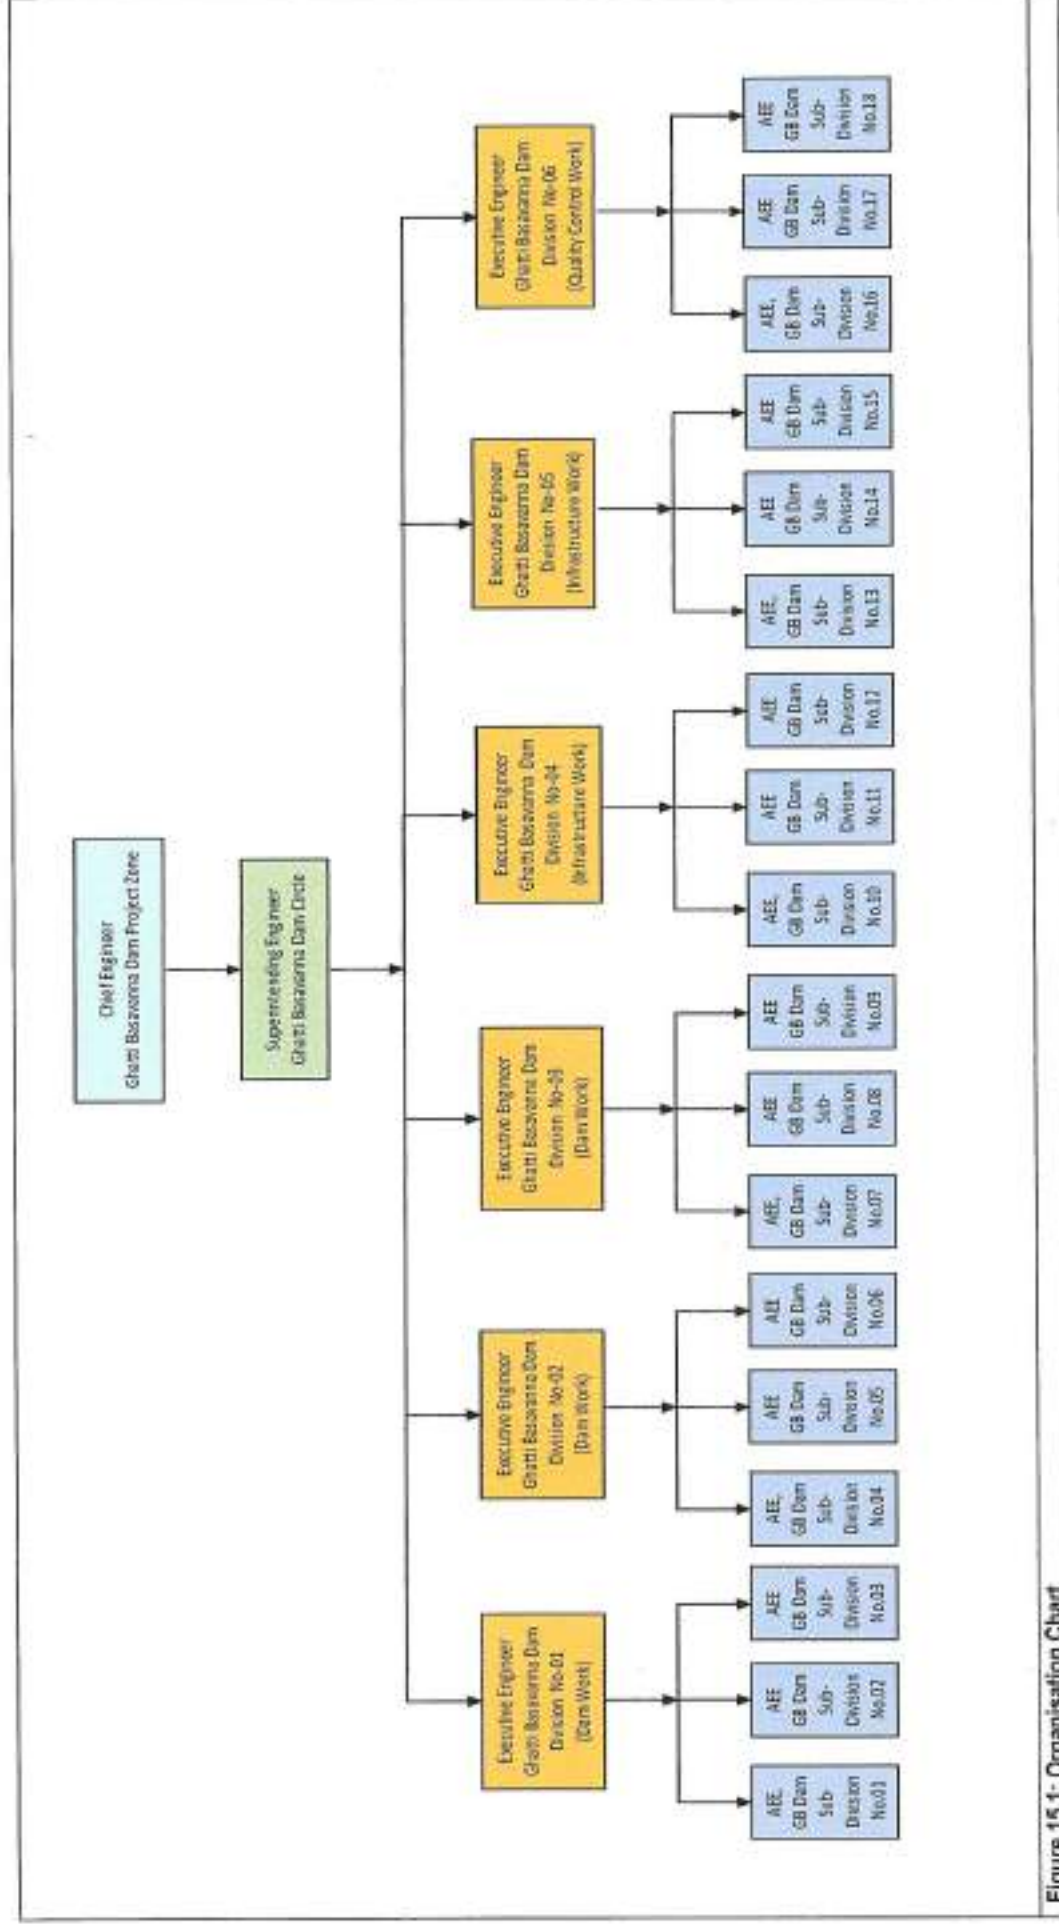 Chief Engineer
Ghatti Basavanna Dam Project Zone
Superintending Engineer
Ghatti Basavanna Dam Circle
Executive Engineer
Ghatti Basavanna Dam
Division No-01
(Dam Work)
Executive Engineer
Ghatti Basavanna Dam
Division No-02
(Dam Work)
Executive Engineer
Ghatti Basavanna Dam
Division No-03
(Dam Work)
Executive Engineer
Ghatti Basavanna Dam
Division No-04
(Infrastructure Work)
Executive Engineer
Ghatti Basavanna Dam
Division No-05
(Infrastructure Work)
Executive Engineer
Ghatti Basavanna Dam
Division No-06
(Quality Control Work)
AEE,
GB Dam
Sub-
Division
No.01
AEE
GB Dam
Sub-
Division
No.02
AEE
GB Dam
Sub-
Division
No.03
AEE,
GB Dam
Sub-
Division
No.04
AEE
GB Dam
Sub-
Division
No.05
AEE
GB Dam
Sub-
Division
No.06
AEE,
GB Dam
Sub-
Division
No.07
AEE
GB Dam
Sub-
Division
No.08
AEE
GB Dam
Sub-
Division
No.09
AEE,
GB Dam
Sub-
Division
No.10
AEE
GB Dam
Sub-
Division
No.11
AEE
GB Dam
Sub-
Division
No.12
AEE,
GB Dam
Sub-
Division
No.13
AEE
GB Dam
Sub-
Division
No.14
AEE
GB Dam
Sub-
Division
No.15
AEE,
GB Dam
Sub-
Division
No.16
AEE
GB Dam
Sub-
Division
No.17
AEE
GB Dam
Sub-
Division
No.18
Figure 15.1: Organisation Chart